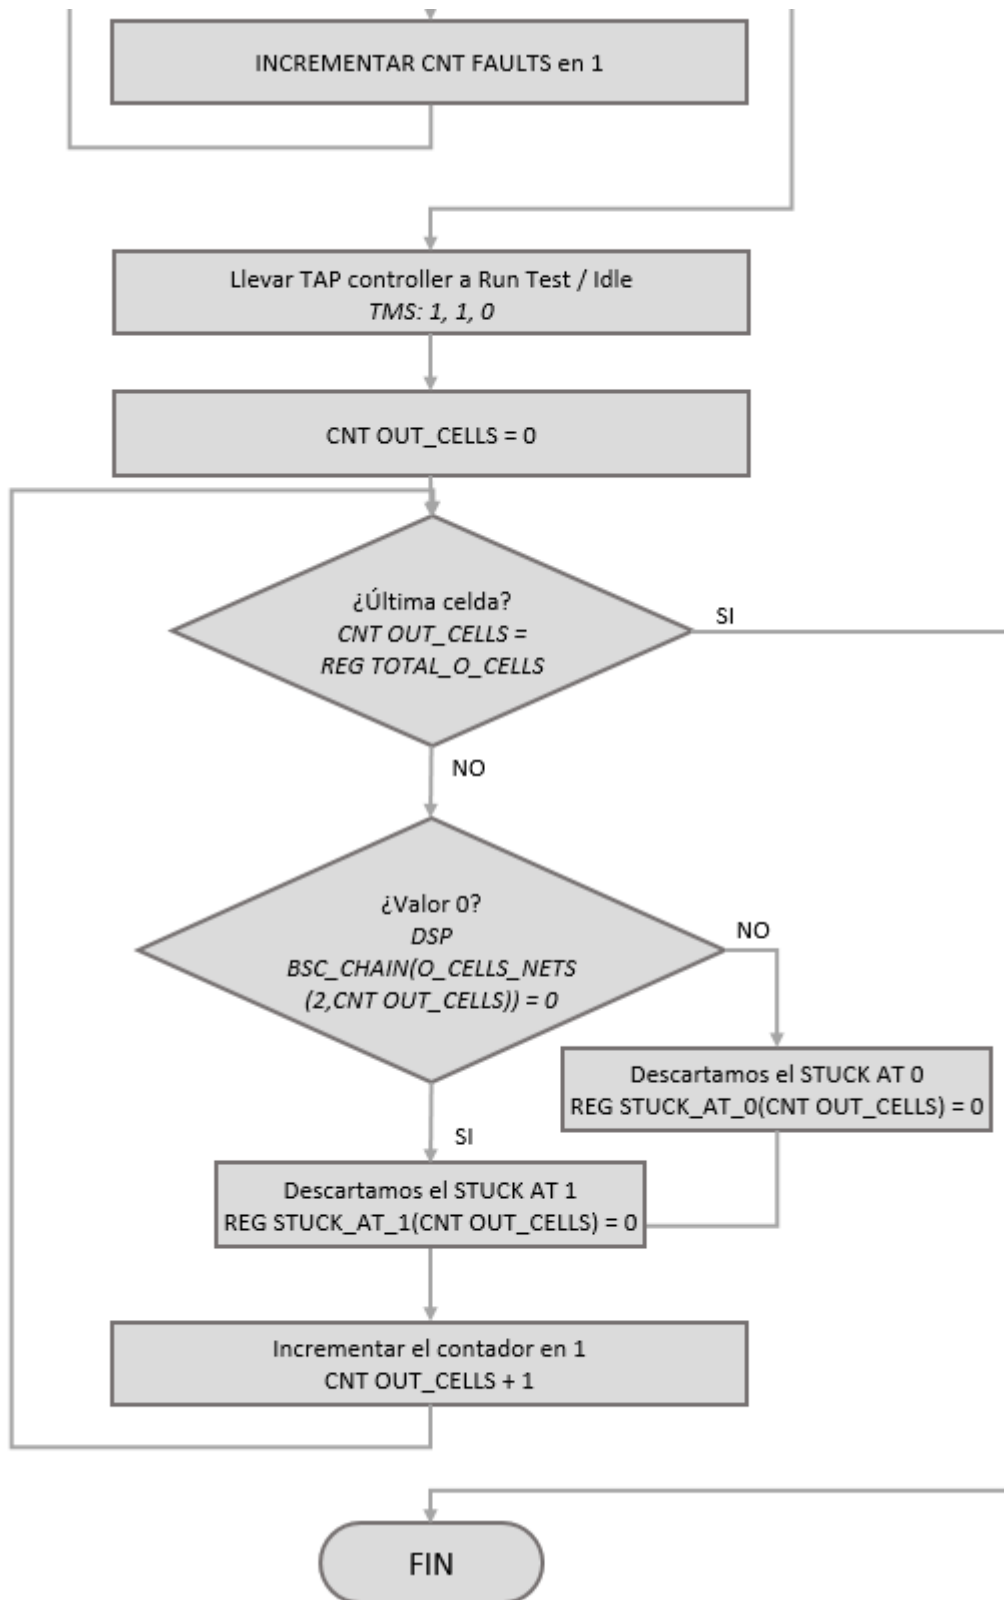 INCREMENTAR CNT FAULTS en 1
Llevar TAP controller a Run Test / Idle
TMS: 1, 1, 0
CNT OUT_CELLS = 0
¿Última celda?
CNT OUT_CELLS =
REG TOTAL_O_CELLS
SI
NO
¿Valor 0?
DSP
BSC_CHAIN(O_CELLS_NETS
(2,CNT OUT_CELLS)) = 0
NO
Descartamos el STUCK AT 0
REG STUCK_AT_0(CNT OUT_CELLS) = 0
SI
Descartamos el STUCK AT 1
REG STUCK_AT_1(CNT OUT_CELLS) = 0
Incrementar el contador en 1
CNT OUT_CELLS + 1
FIN